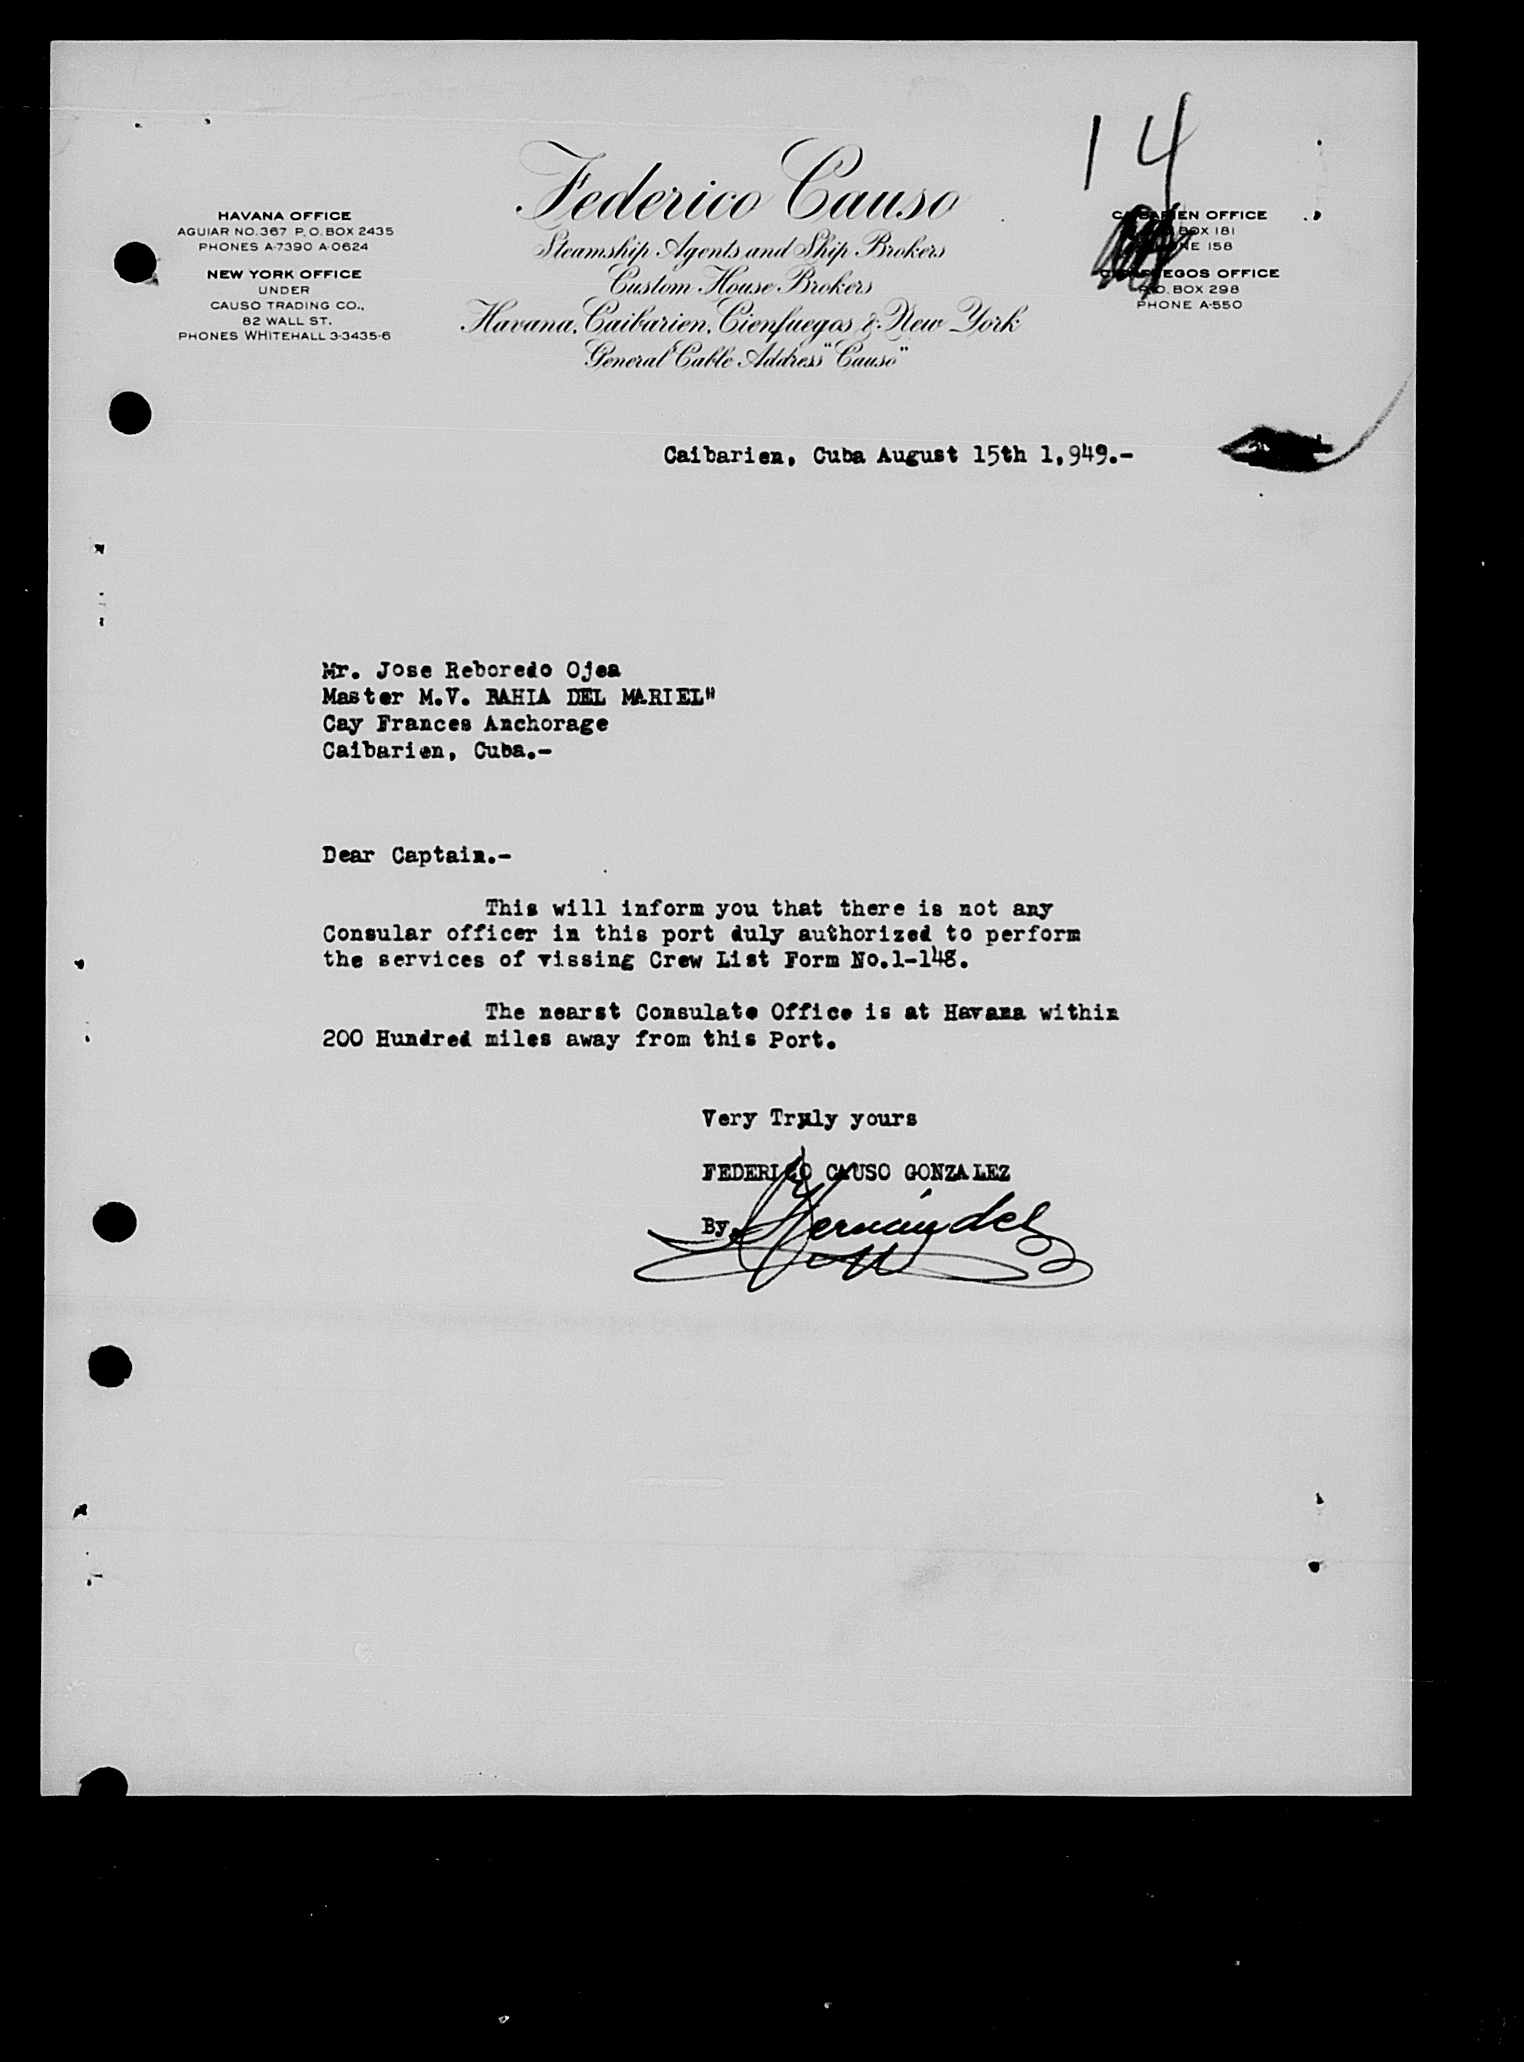 14
Federico Causo
Steamship Agents and Ship Brokers
Custom House Brokers
Havana, Caibarien, Cienfuegos & New York
General Cable Address "Causo"
HAVANA OFFICE
AGUIAR NO. 367 P.O. BOX 2435
PHONES A-7390 A-0624
NEW YORK OFFICE
UNDER
CAUSO TRADING CO.,
82 WALL ST.
PHONES WHITEHALL 3-3435-6
CAIBARIEN OFFICE
BOX 181
PHONE 158
CIENFUEGOS OFFICE
P.O. BOX 298
PHONE A-550
Caibarien, Cuba August 15th 1,949.-
Mr. Jose Reboredo Ojea
Master M.V. BAHIA DEL MARIEL"
Cay Frances Anchorage
Caibarien, Cuba.-
Dear Captain.-
This will inform you that there is not any
Consular officer in this port duly authorized to perform
the services of vissing Crew List Form No.1-148.
The nearst Consulate Office is at Havana within
200 Hundred miles away from this Port.
Very Truly yours
FEDERICO CAUSO GONZALEZ
By. Hernández